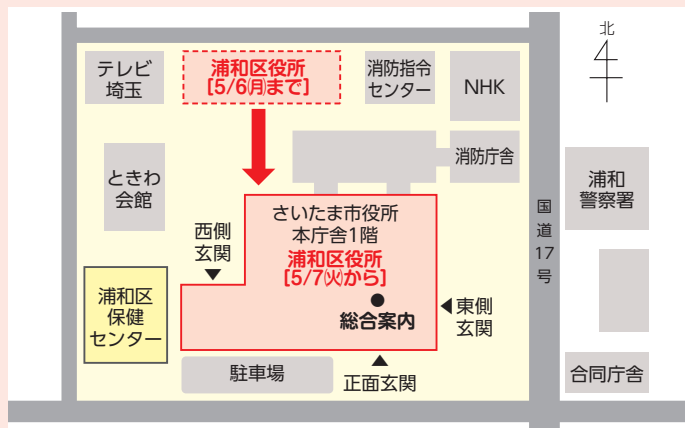 北
テレビ
埼玉
浦和区役所
[5/6㈪まで]
消防指令
センター
NHK
消防庁舎
ときわ
会館
浦和
警察署
さいたま市役所
本庁舎1階
浦和区役所
[5/7㈫から]
西側
玄関
国道17号
浦和区
保健
センター
総合案内
東側
玄関
駐車場
正面玄関
合同庁舎